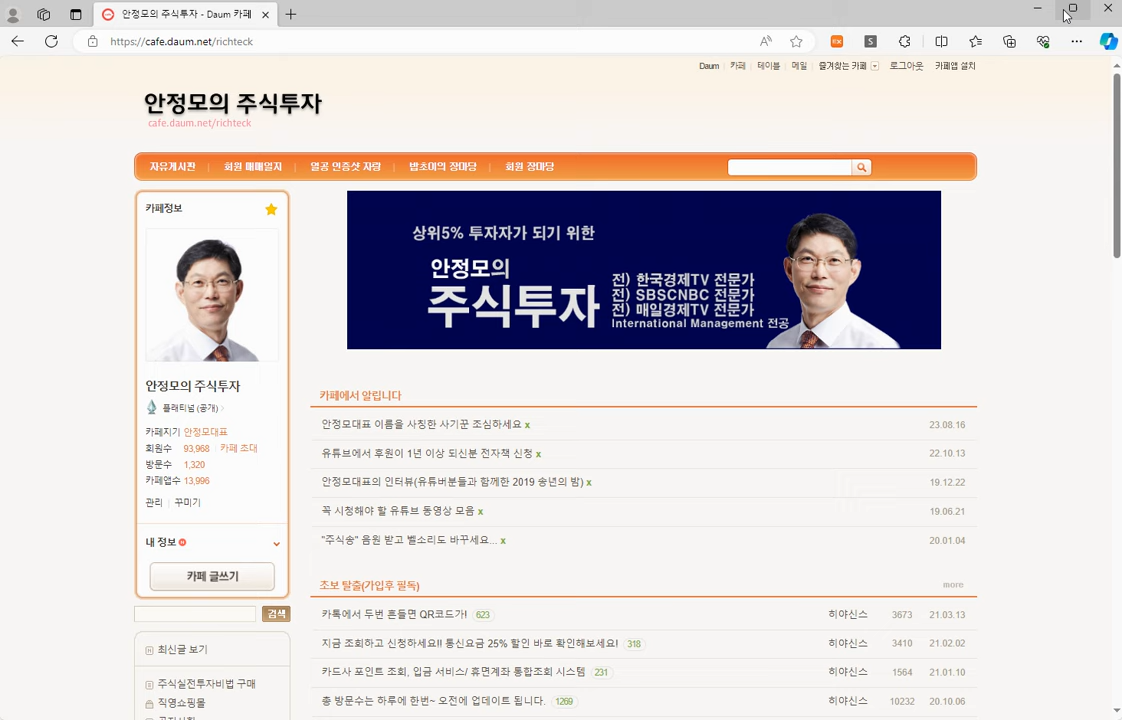 안정모의 주식투자 - Daum 카페
https://cafe.daum.net/richteck
Daum 카페 테이블 메일 즐겨찾는 카페 로그아웃 카페앱 설치
안정모의 주식투자
cafe.daum.net/richteck
자유게시판 회원 매매일지 열공 인증샷 자랑 밥초이의 장마당 회원 장마당
카페정보
상위5% 투자자가 되기 위한
안정모의
주식투자
전) 한국경제TV 전문가
전) SBSCNBC 전문가
전) 매일경제TV 전문가
International Management 전공
안정모의 주식투자
플래티넘 (공개)
카페지기 안정모대표
회원수 93,968 카페 초대
방문수 1,320
카페앱수 13,996
관리 꾸미기
내 정보
카페 글쓰기
검색
최신글 보기
주식실전투자비법 구매
직영쇼핑몰
카페에서 알립니다
안정모대표 이름을 사칭한 사기꾼 조심하세요 x 23.08.16
유튜브에서 후원이 1년 이상 되신분 전자책 신청 x 22.10.13
안정모대표의 인터뷰(유튜버분들과 함께한 2019 송년의 밤) x 19.12.22
꼭 시청해야 할 유튜브 동영상 모음 x 19.06.21
"주식송" 음원 받고 벨소리도 바꾸세요... x 20.01.04
초보 탈출(가입후 필독) more
카톡에서 두번 흔들면 QR코드가! 623 히야신스 3673 21.03.13
지금 조회하고 신청하세요!! 통신요금 25% 할인 바로 확인해보세요! 318 히야신스 3410 21.02.02
카드사 포인트 조회, 입금 서비스/ 휴면계좌 통합조회 시스템 231 히야신스 1564 21.01.10
총 방문수는 하루에 한번~ 오전에 업데이트 됩니다. 1269 히야신스 10232 20.10.06